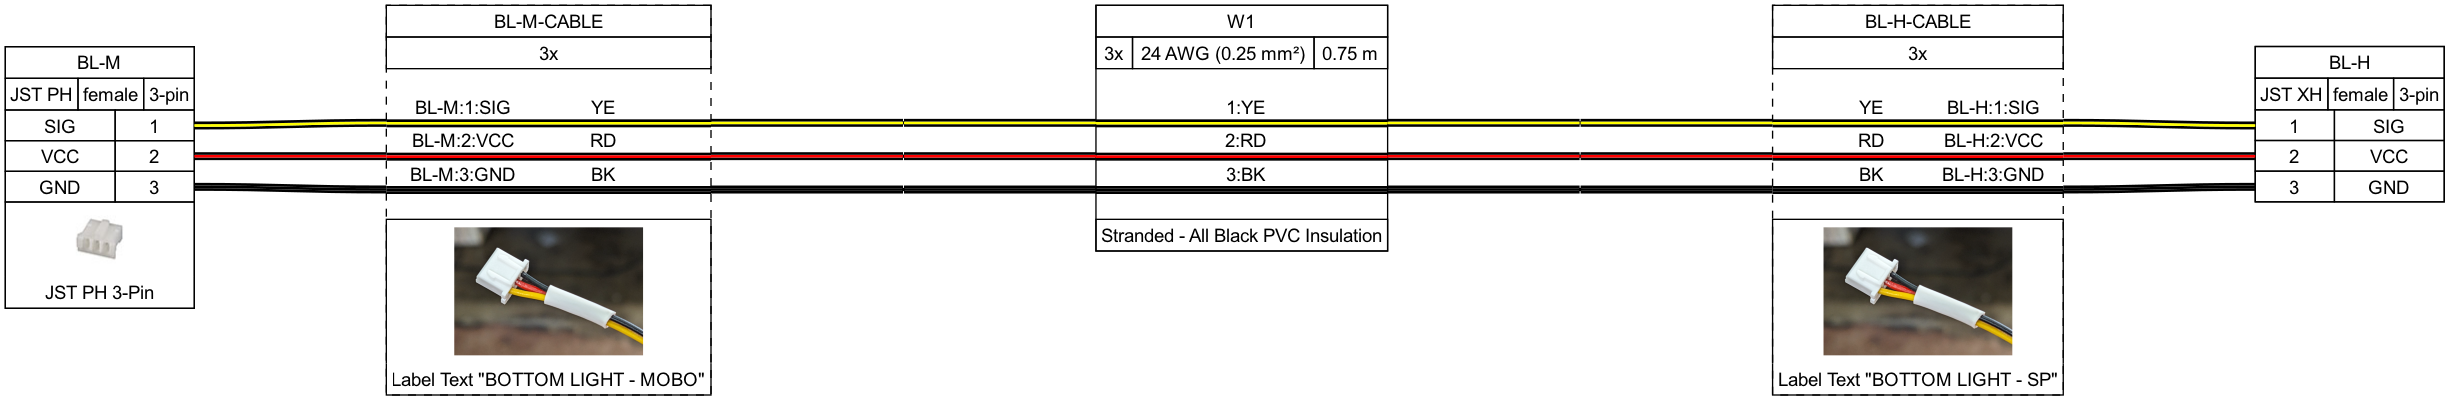 BL-M
JST PH female 3-pin
SIG 1
VCC 2
GND 3
JST PH 3-Pin
BL-M-CABLE
3x
BL-M:1:SIG YE
BL-M:2:VCC RD
BL-M:3:GND BK
Label Text "BOTTOM LIGHT - MOBO"
W1
3x 24 AWG (0.25 mm²) 0.75 m
1:YE
2:RD
3:BK
Stranded - All Black PVC Insulation
BL-H-CABLE
3x
YE BL-H:1:SIG
RD BL-H:2:VCC
BK BL-H:3:GND
Label Text "BOTTOM LIGHT - SP"
BL-H
JST XH female 3-pin
1 SIG
2 VCC
3 GND